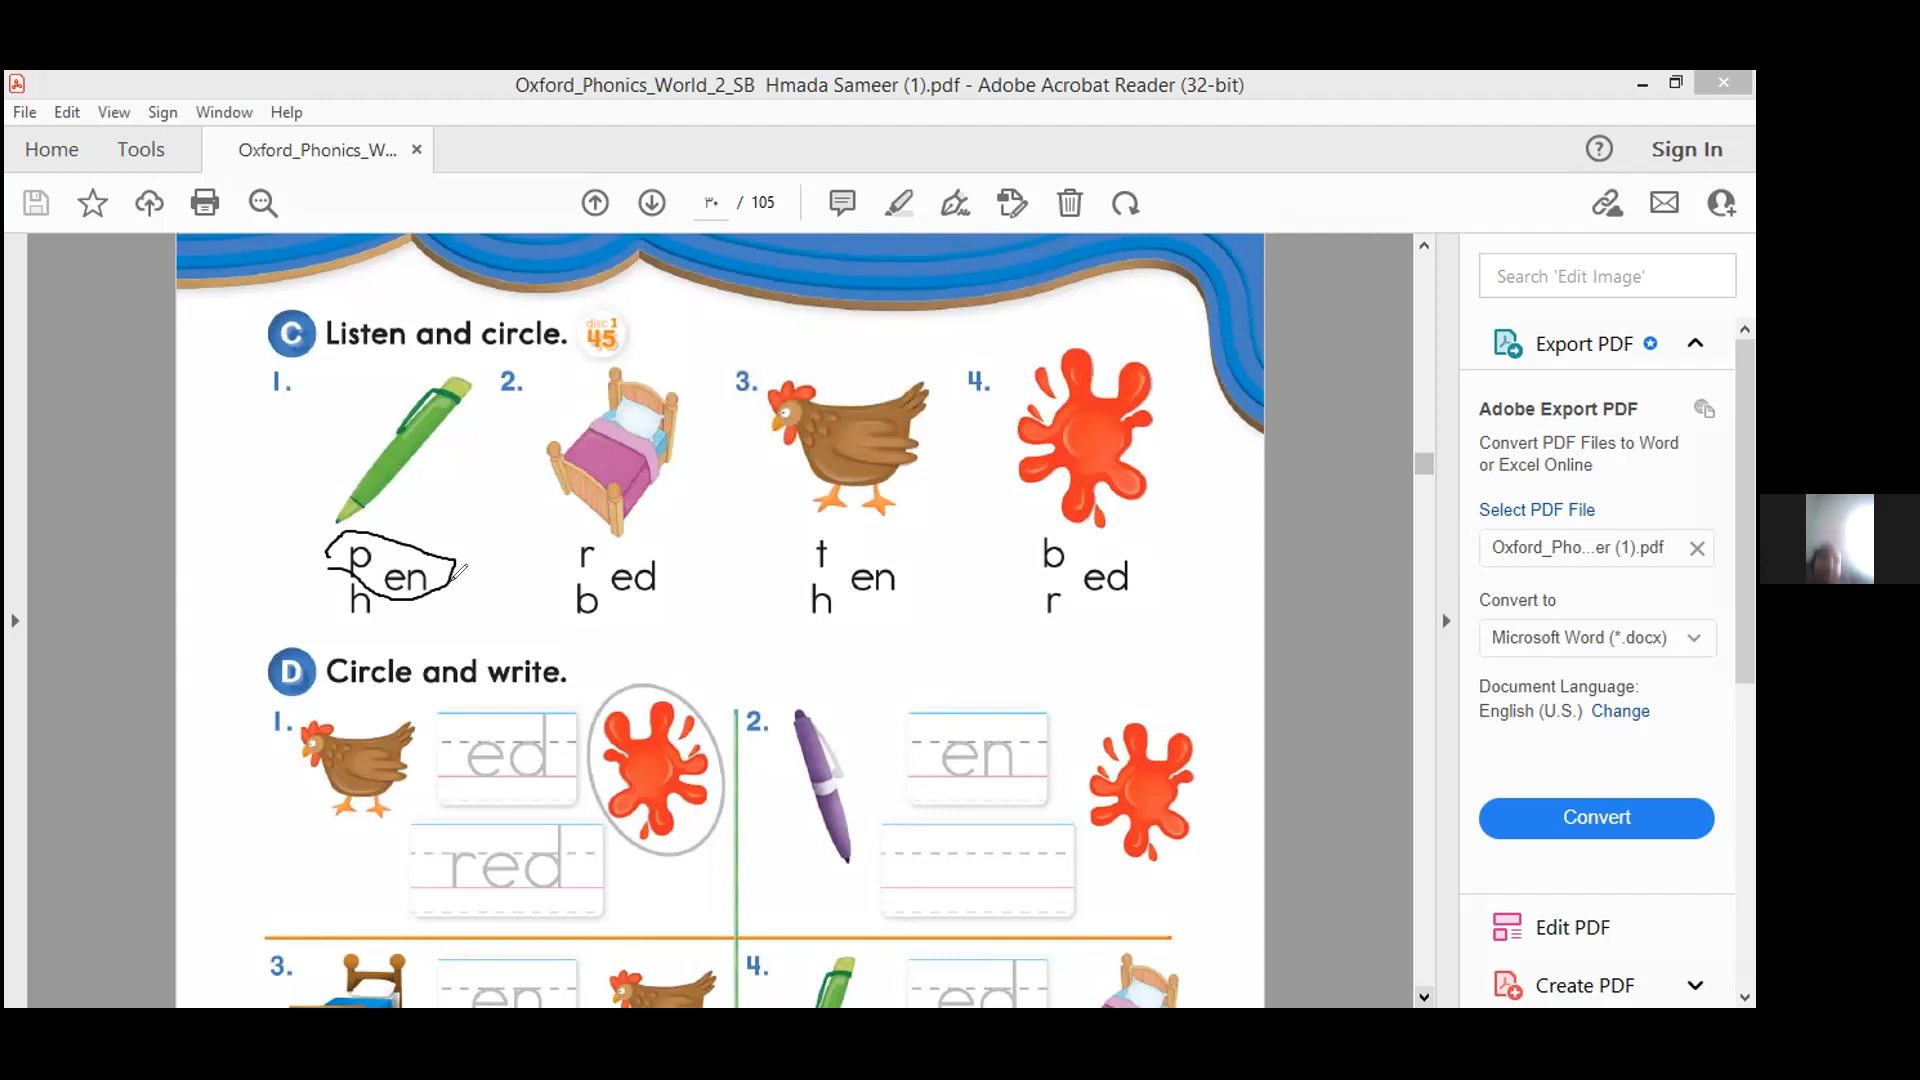 Oxford_Phonics_World_2_SB Hmada Sameer (1).pdf - Adobe Acrobat Reader (32-bit)
File Edit View Sign Window Help
Home Tools Oxford_Phonics_W... × Sign In
٣٠ / 105
Search 'Edit Image'
C Listen and circle. disc 1 45
1. 2. 3. 4.
p en r ed t en b ed
h b h r
D Circle and write.
1. ed 2. en
red
3. en 4. ed
Export PDF
Adobe Export PDF
Convert PDF Files to Word
or Excel Online
Select PDF File
Oxford_Pho...er (1).pdf
Convert to
Microsoft Word (*.docx)
Document Language:
English (U.S.) Change
Convert
Edit PDF
Create PDF